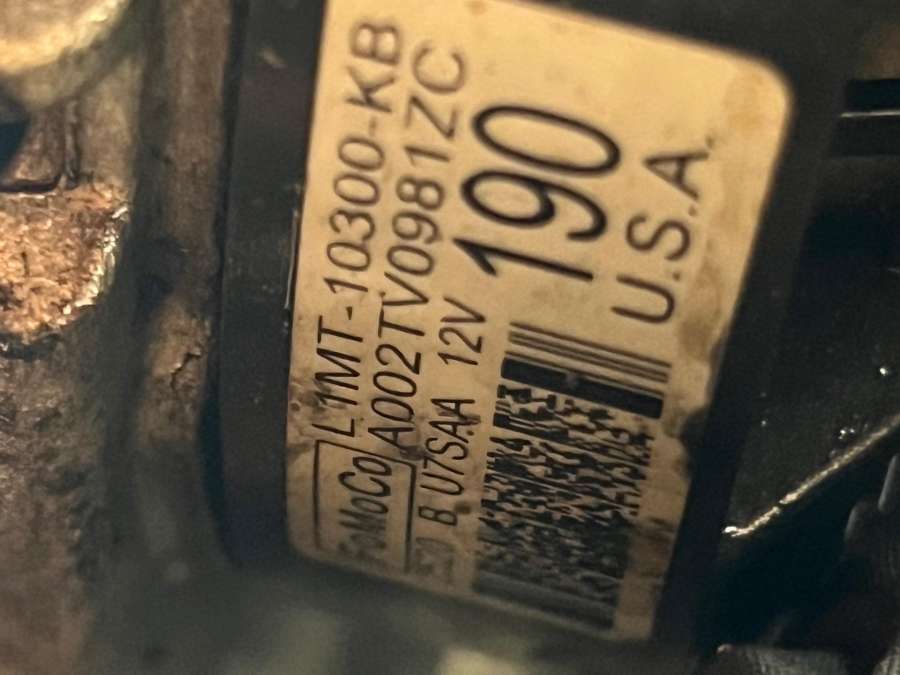 FoMoCo L1MT-10300-KB
A002TV0981ZC
B U7SAA 12V 190
U.S.A.